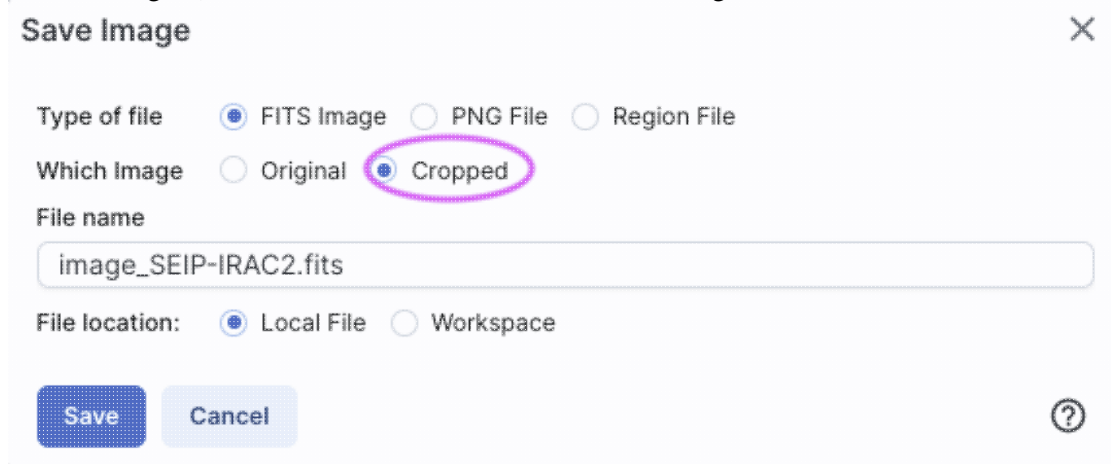 Save Image
Type of file FITS Image PNG File Region File
Which Image Original Cropped
File name
image_SEIP-IRAC2.fits
File location: Local File Workspace
Save Cancel